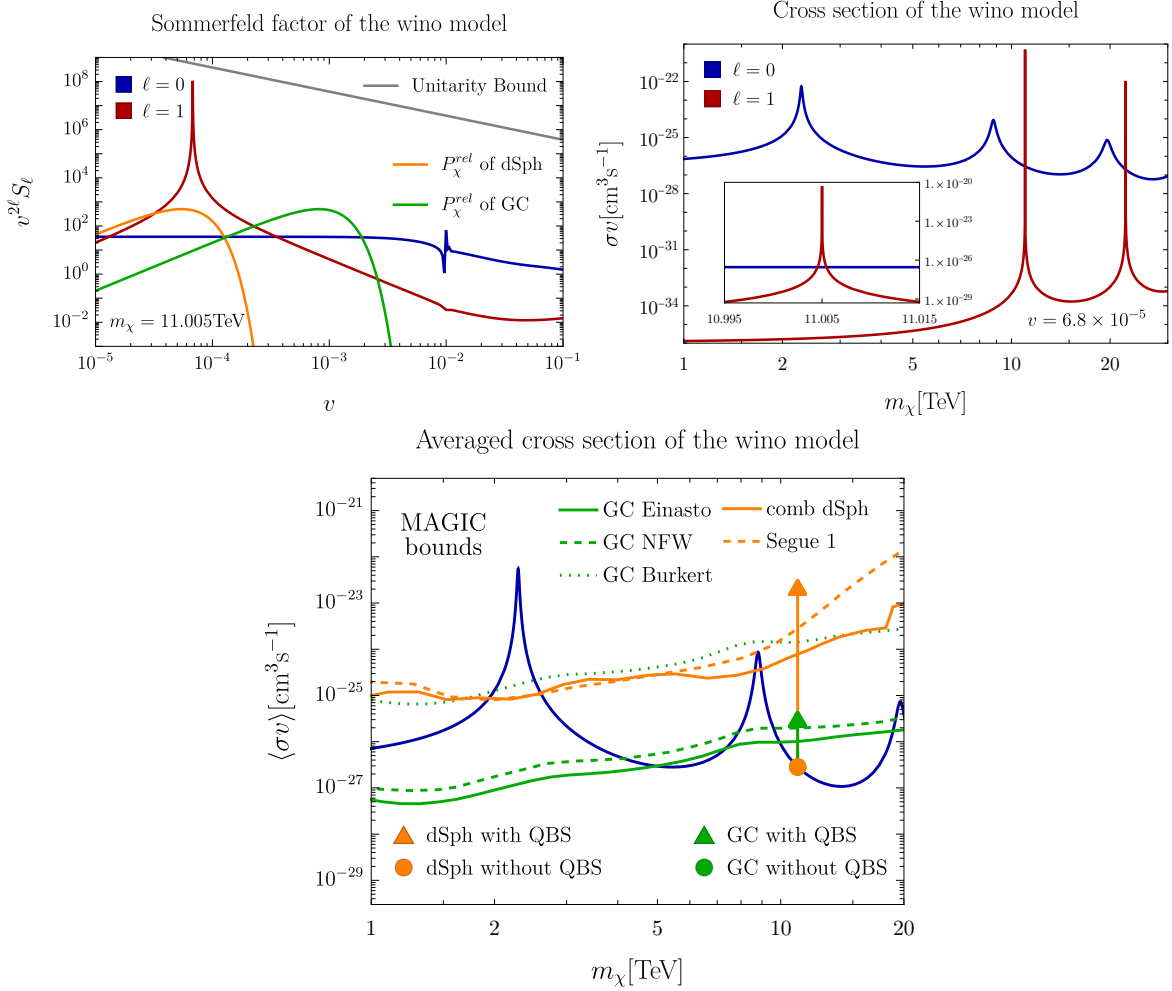 Sommerfeld factor of the wino model
ℓ = 0
ℓ = 1
Unitarity Bound
P_χ^{rel} of dSph
P_χ^{rel} of GC
m_χ = 11.005TeV
v^{2ℓ}S_ℓ
10^8
10^6
10^4
10^2
10^0
10^{-2}
10^{-5}
10^{-4}
10^{-3}
10^{-2}
10^{-1}
v
Cross section of the wino model
ℓ = 0
ℓ = 1
σv[cm^3s^{-1}]
10^{-22}
10^{-25}
10^{-28}
10^{-31}
10^{-34}
1.×10^{-20}
1.×10^{-23}
1.×10^{-26}
1.×10^{-29}
10.995
11.005
11.015
v = 6.8 × 10^{-5}
1
2
5
10
20
m_χ[TeV]
Averaged cross section of the wino model
MAGIC
bounds
GC Einasto
GC NFW
GC Burkert
comb dSph
Segue 1
⟨σv⟩[cm^3s^{-1}]
10^{-21}
10^{-23}
10^{-25}
10^{-27}
10^{-29}
dSph with QBS
dSph without QBS
GC with QBS
GC without QBS
1
2
5
10
20
m_χ[TeV]